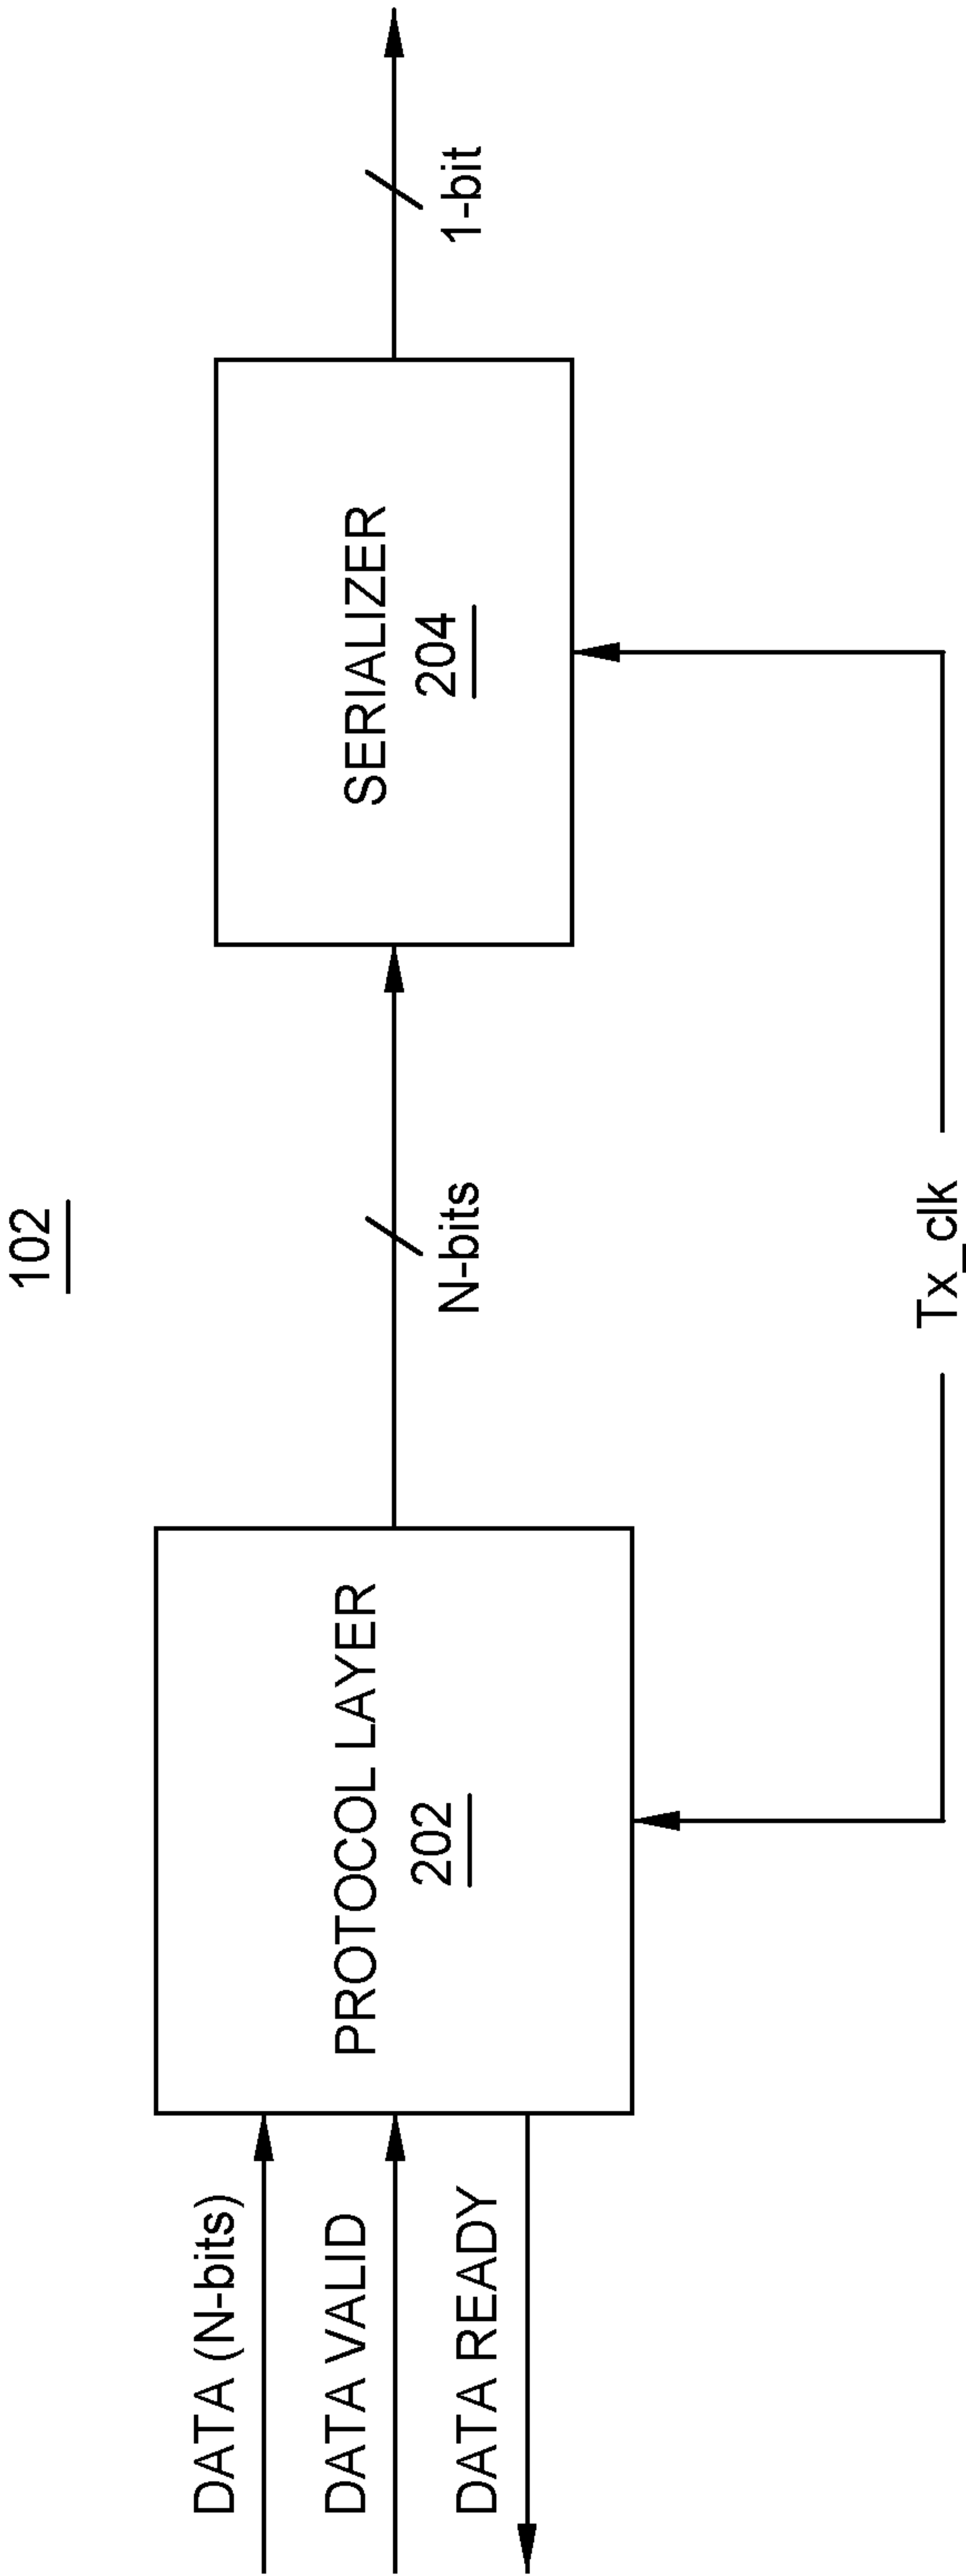 102
DATA (N-bits)
DATA VALID
DATA READY
PROTOCOL LAYER
202
N-bits
SERIALIZER
204
1-bit
Tx_clk